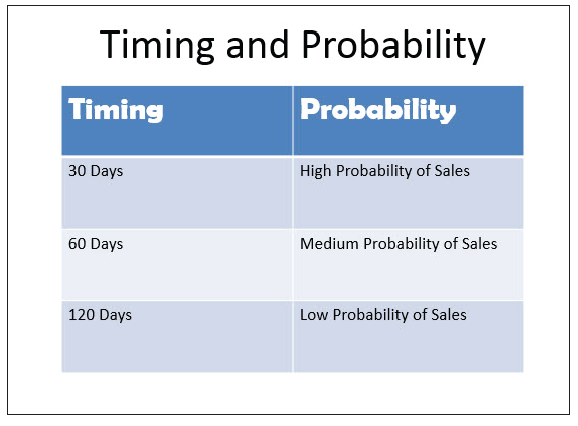 Timing and Probability
Timing Probability
30 Days High Probability of Sales
60 Days Medium Probability of Sales
120 Days Low Probability of Sales